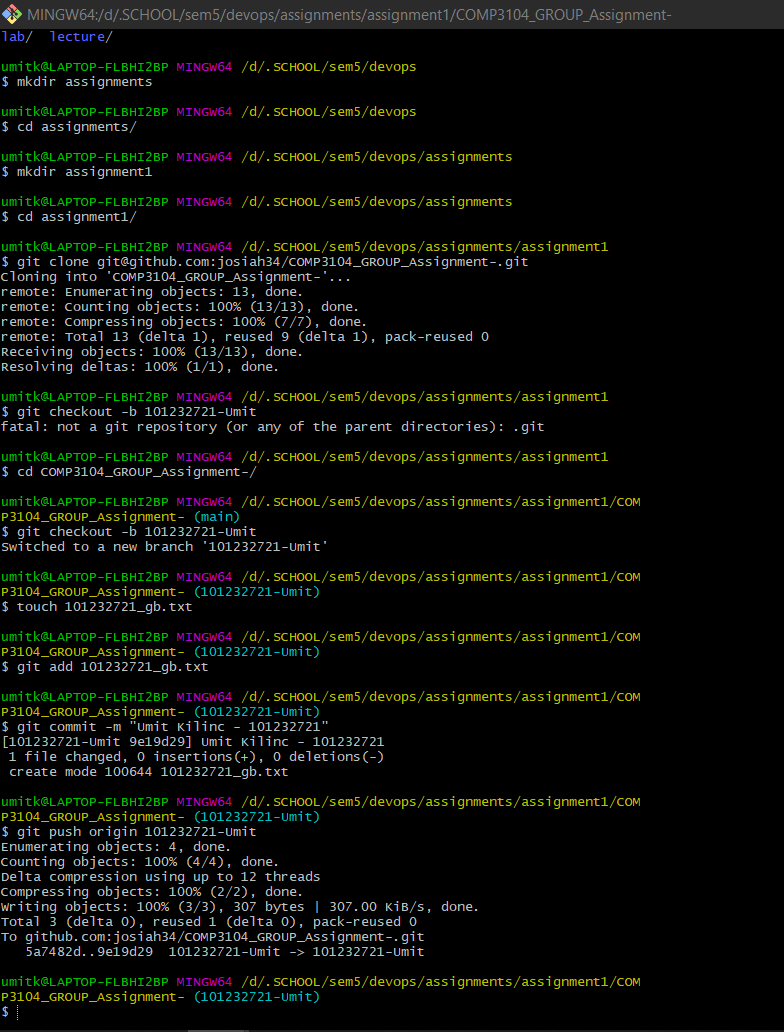 MINGW64:/d/.SCHOOL/sem5/devops/assignments/assignment1/COMP3104_GROUP_Assignment-
lab/  lecture/
umitk@LAPTOP-FLBHI2BP MINGW64 /d/.SCHOOL/sem5/devops
$ mkdir assignments
umitk@LAPTOP-FLBHI2BP MINGW64 /d/.SCHOOL/sem5/devops
$ cd assignments/
umitk@LAPTOP-FLBHI2BP MINGW64 /d/.SCHOOL/sem5/devops/assignments
$ mkdir assignment1
umitk@LAPTOP-FLBHI2BP MINGW64 /d/.SCHOOL/sem5/devops/assignments
$ cd assignment1/
umitk@LAPTOP-FLBHI2BP MINGW64 /d/.SCHOOL/sem5/devops/assignments/assignment1
$ git clone git@github.com:josiah34/COMP3104_GROUP_Assignment-.git
Cloning into 'COMP3104_GROUP_Assignment-'...
remote: Enumerating objects: 13, done.
remote: Counting objects: 100% (13/13), done.
remote: Compressing objects: 100% (7/7), done.
remote: Total 13 (delta 1), reused 9 (delta 1), pack-reused 0
Receiving objects: 100% (13/13), done.
Resolving deltas: 100% (1/1), done.
umitk@LAPTOP-FLBHI2BP MINGW64 /d/.SCHOOL/sem5/devops/assignments/assignment1
$ git checkout -b 101232721-Umit
fatal: not a git repository (or any of the parent directories): .git
umitk@LAPTOP-FLBHI2BP MINGW64 /d/.SCHOOL/sem5/devops/assignments/assignment1
$ cd COMP3104_GROUP_Assignment-/
umitk@LAPTOP-FLBHI2BP MINGW64 /d/.SCHOOL/sem5/devops/assignments/assignment1/COM
P3104_GROUP_Assignment- (main)
$ git checkout -b 101232721-Umit
Switched to a new branch '101232721-Umit'
umitk@LAPTOP-FLBHI2BP MINGW64 /d/.SCHOOL/sem5/devops/assignments/assignment1/COM
P3104_GROUP_Assignment- (101232721-Umit)
$ touch 101232721_gb.txt
umitk@LAPTOP-FLBHI2BP MINGW64 /d/.SCHOOL/sem5/devops/assignments/assignment1/COM
P3104_GROUP_Assignment- (101232721-Umit)
$ git add 101232721_gb.txt
umitk@LAPTOP-FLBHI2BP MINGW64 /d/.SCHOOL/sem5/devops/assignments/assignment1/COM
P3104_GROUP_Assignment- (101232721-Umit)
$ git commit -m "Umit Kilinc - 101232721"
[101232721-Umit 9e19d29] Umit Kilinc - 101232721
 1 file changed, 0 insertions(+), 0 deletions(-)
 create mode 100644 101232721_gb.txt
umitk@LAPTOP-FLBHI2BP MINGW64 /d/.SCHOOL/sem5/devops/assignments/assignment1/COM
P3104_GROUP_Assignment- (101232721-Umit)
$ git push origin 101232721-Umit
Enumerating objects: 4, done.
Counting objects: 100% (4/4), done.
Delta compression using up to 12 threads
Compressing objects: 100% (2/2), done.
Writing objects: 100% (3/3), 307 bytes | 307.00 KiB/s, done.
Total 3 (delta 0), reused 1 (delta 0), pack-reused 0
To github.com:josiah34/COMP3104_GROUP_Assignment-.git
   5a7482d..9e19d29  101232721-Umit -> 101232721-Umit
umitk@LAPTOP-FLBHI2BP MINGW64 /d/.SCHOOL/sem5/devops/assignments/assignment1/COM
P3104_GROUP_Assignment- (101232721-Umit)
$